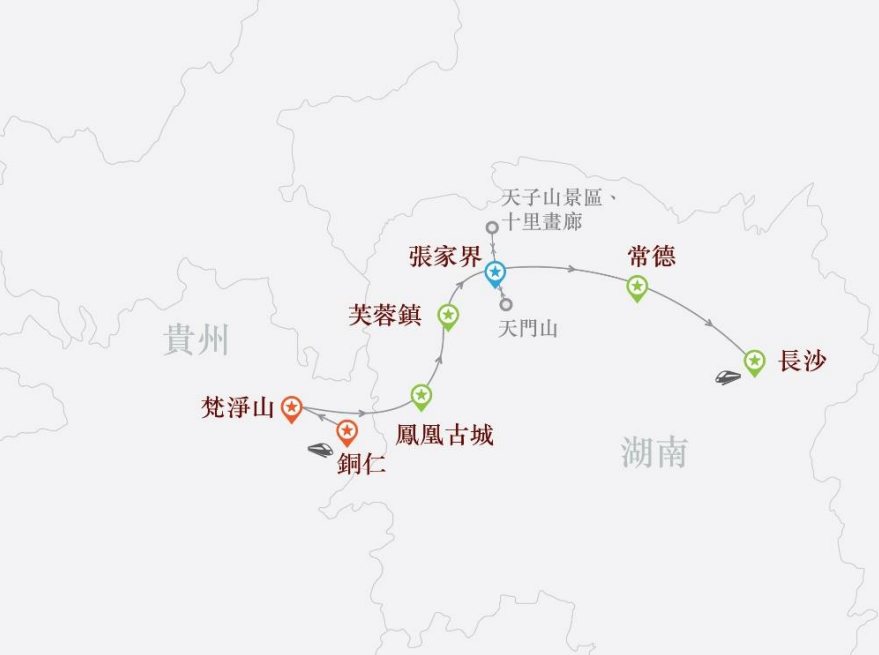 天子山景區、
十里畫廊
張家界
常德
芙蓉鎮
天門山
貴州
長沙
梵淨山
鳳凰古城
湖南
銅仁